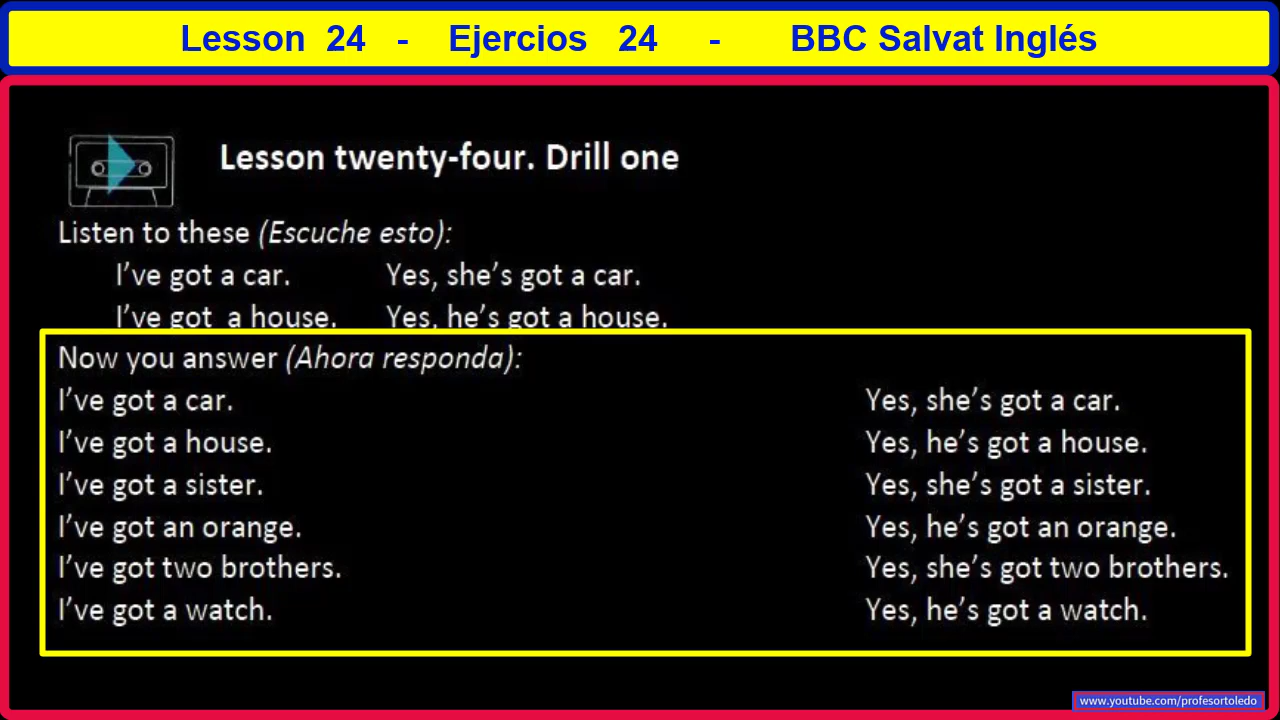 Lesson 24 - Ejercios 24 - BBC Salvat Inglés
Lesson twenty-four. Drill one
Listen to these (Escuche esto):
I've got a car. Yes, she's got a car.
I've got a house. Yes, he's got a house.
Now you answer (Ahora responda):
I've got a car. Yes, she's got a car.
I've got a house. Yes, he's got a house.
I've got a sister. Yes, she's got a sister.
I've got an orange. Yes, he's got an orange.
I've got two brothers. Yes, she's got two brothers.
I've got a watch. Yes, he's got a watch.
www.youtube.com/profesortoledo